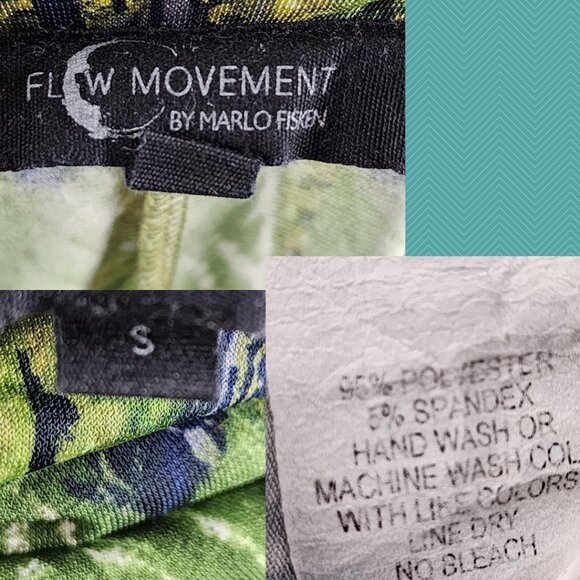 FLOW MOVEMENT
BY MARLO FISKEN
S
95% POLYESTER
5% SPANDEX
HAND WASH OR
MACHINE WASH COL
WITH LIKE COLORS
LINE DRY
NO BLEACH